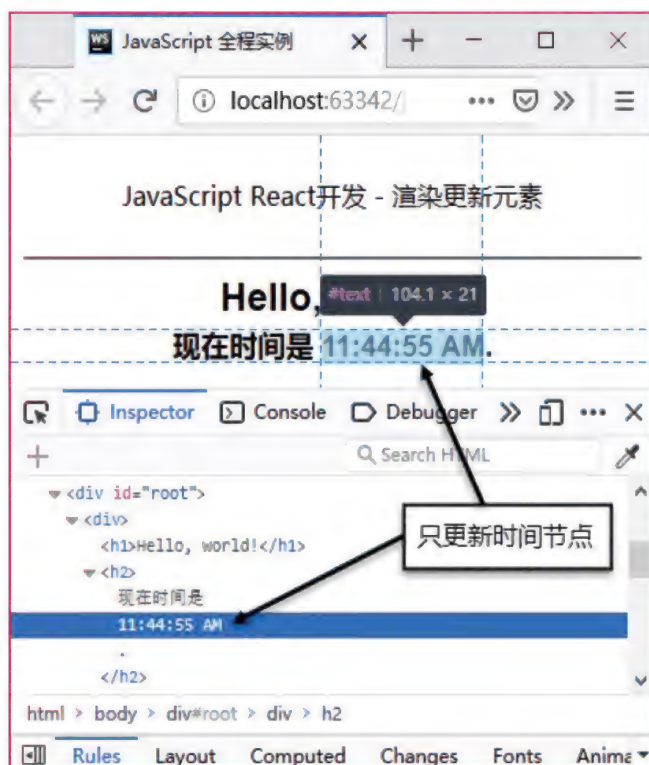 JavaScript 全程实例
localhost:63342/
JavaScript React开发 - 渲染更新元素
Hello,
#text 104.1 × 21
现在时间是 11:44:55 AM.
Inspector Console Debugger
Search HTML
<div id="root">
<div>
<h1>Hello, world!</h1>
只更新时间节点
<h2>
现在时间是
11:44:55 AM
.
</h2>
html > body > div#root > div > h2
Rules Layout Computed Changes Fonts Anima